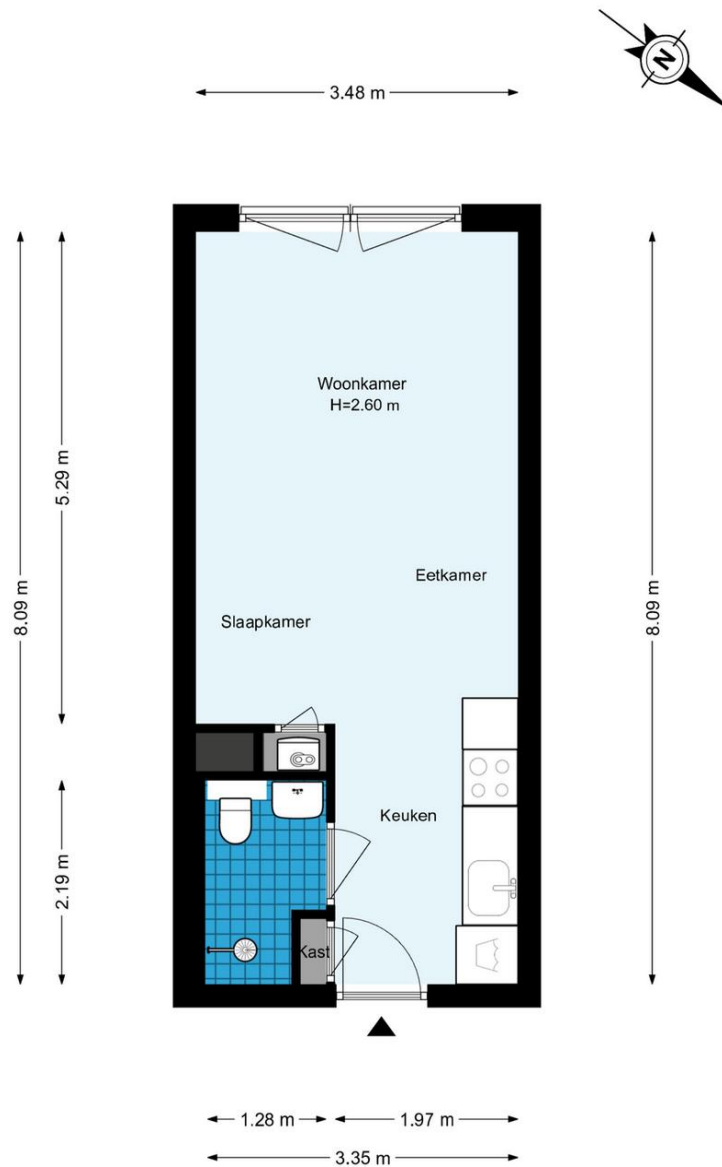 N
3.48 m
Woonkamer
H=2.60 m
5.29 m
8.09 m
8.09 m
Eetkamer
Slaapkamer
Keuken
2.19 m
Kast
1.28 m
1.97 m
3.35 m